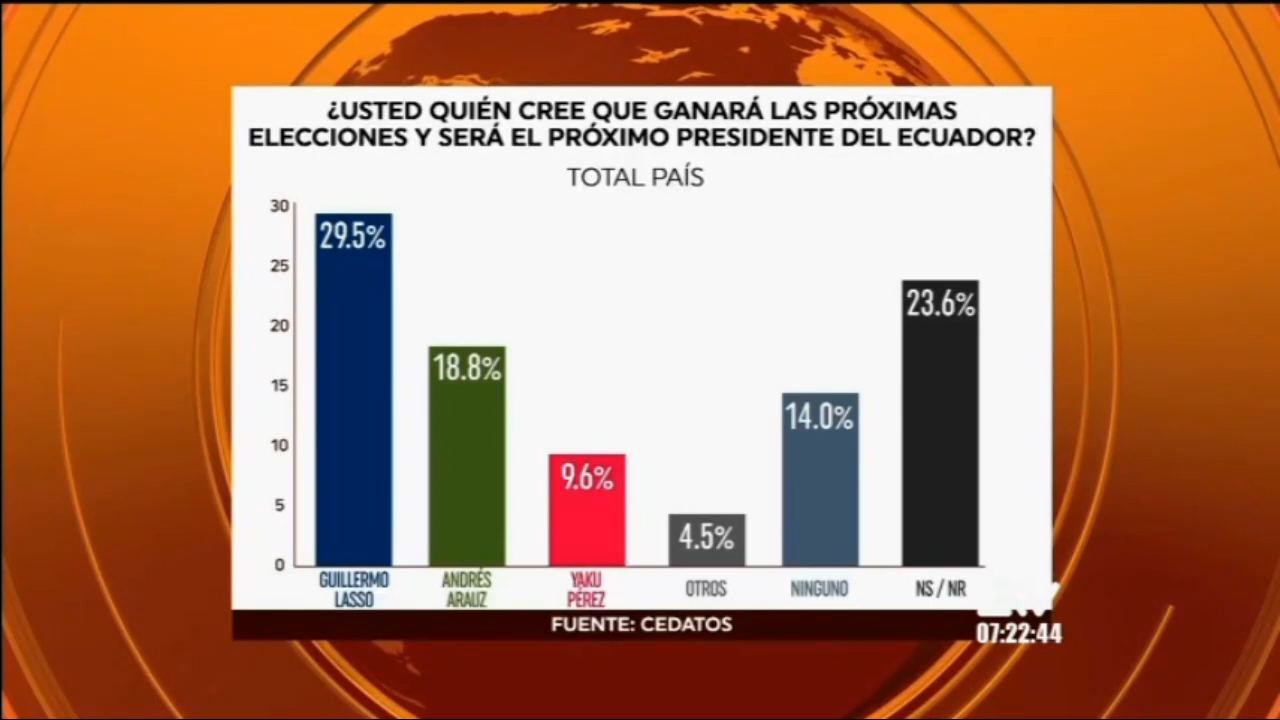 ¿USTED QUIÉN CREE QUE GANARÁ LAS PRÓXIMAS
ELECCIONES Y SERÁ EL PRÓXIMO PRESIDENTE DEL ECUADOR?
TOTAL PAÍS
30
25
20
15
10
5
0
29.5%
18.8%
9.6%
4.5%
14.0%
23.6%
GUILLERMO
LASSO
ANDRÉS
ARAUZ
YAKU
PÉREZ
OTROS
NINGUNO
NS / NR
FUENTE: CEDATOS
07:22:44